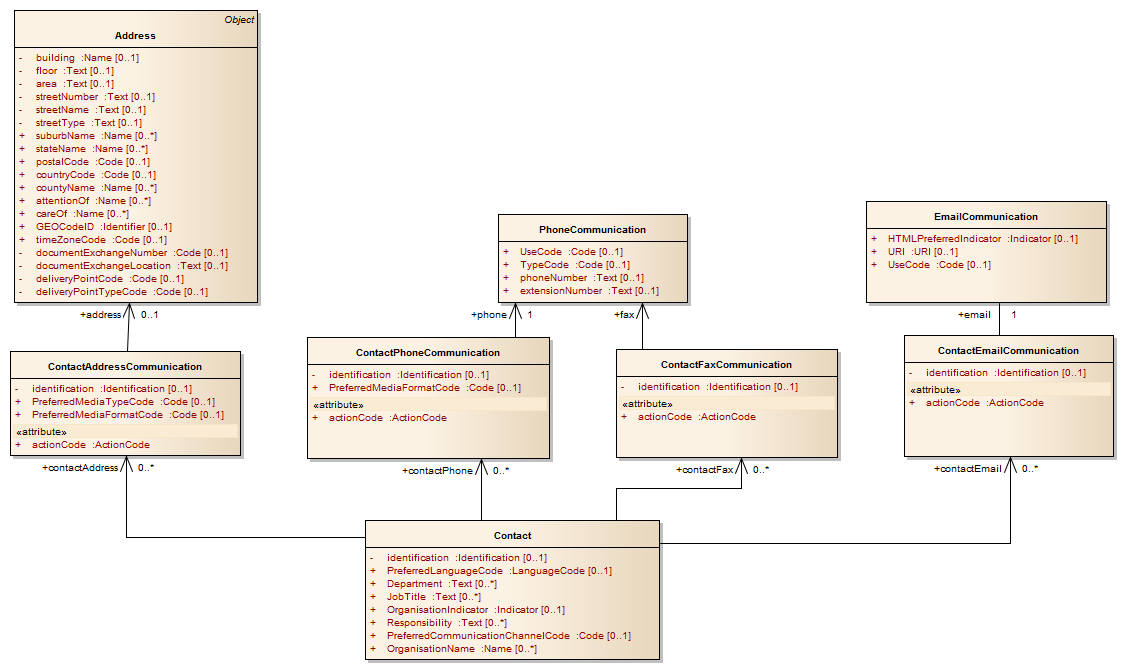 Object
Address
- building :Name [0..1]
- floor :Text [0..1]
- area :Text [0..1]
- streetNumber :Text [0..1]
- streetName :Text [0..1]
- streetType :Text [0..1]
+ suburbName :Name [0..*]
+ stateName :Name [0..*]
+ postalCode :Code [0..1]
+ countryCode :Code [0..1]
+ countyName :Name [0..*]
+ attentionOf :Name [0..*]
+ careOf :Name [0..*]
+ GEOCodeID :Identifier [0..1]
+ timeZoneCode :Code [0..1]
- documentExchangeNumber :Code [0..1]
- documentExchangeLocation :Text [0..1]
- deliveryPointCode :Code [0..1]
- deliveryPointTypeCode :Code [0..1]
PhoneCommunication
+ UseCode :Code [0..1]
+ TypeCode :Code [0..1]
+ phoneNumber :Text [0..1]
+ extensionNumber :Text [0..1]
EmailCommunication
+ HTMLPreferredIndicator :Indicator [0..1]
+ URI :URI [0..1]
+ UseCode :Code [0..1]
+address 0..1
+phone 1
+fax
+email 1
ContactAddressCommunication
- identification :Identification [0..1]
+ PreferredMediaTypeCode :Code [0..1]
+ PreferredMediaFormatCode :Code [0..1]
«attribute»
+ actionCode :ActionCode
ContactPhoneCommunication
- identification :Identification [0..1]
+ PreferredMediaFormatCode :Code [0..1]
«attribute»
+ actionCode :ActionCode
ContactFaxCommunication
- identification :Identification [0..1]
«attribute»
+ actionCode :ActionCode
ContactEmailCommunication
- identification :Identification [0..1]
«attribute»
+ actionCode :ActionCode
+contactAddress 0..*
+contactPhone 0..*
+contactFax 0..*
+contactEmail 0..*
Contact
- identification :Identification [0..1]
+ PreferredLanguageCode :LanguageCode [0..1]
+ Department :Text [0..*]
+ JobTitle :Text [0..*]
+ OrganisationIndicator :Indicator [0..1]
+ Responsibility :Text [0..*]
+ PreferredCommunicationChannelCode :Code [0..1]
+ OrganisationName :Name [0..*]